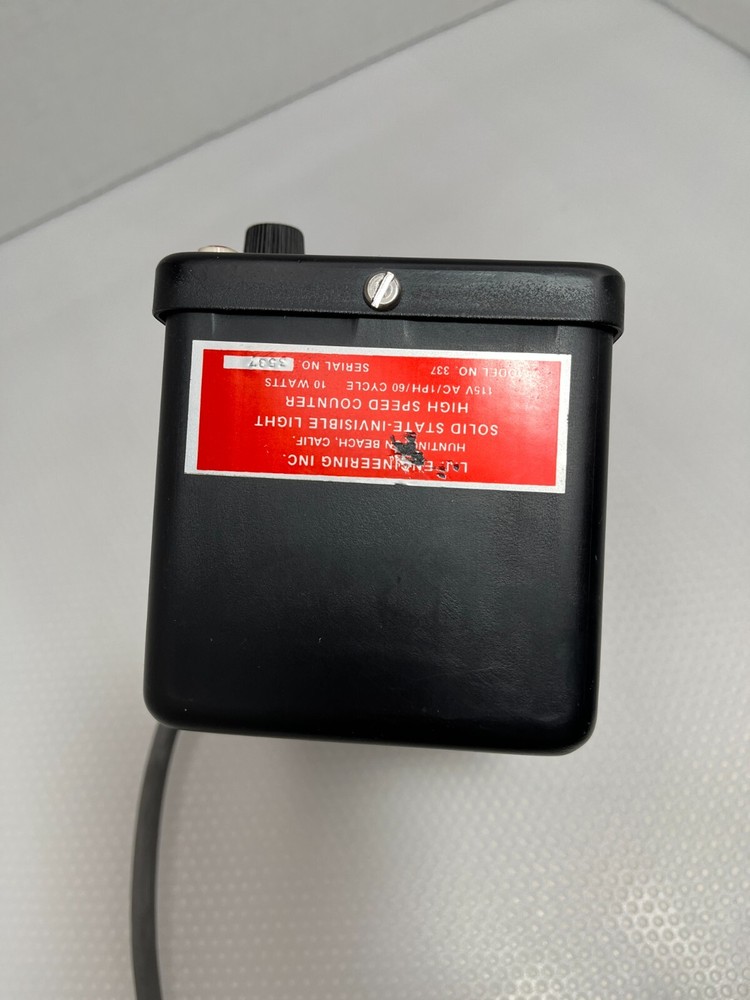 L.J. ENGINEERING INC.
BEACH, CALIF.
SOLID STATE-INVISIBLE LIGHT
HIGH SPEED COUNTER
115V AC/1PH/60 CYCLE 10 WATTS
MODEL NO. 337 SERIAL NO.